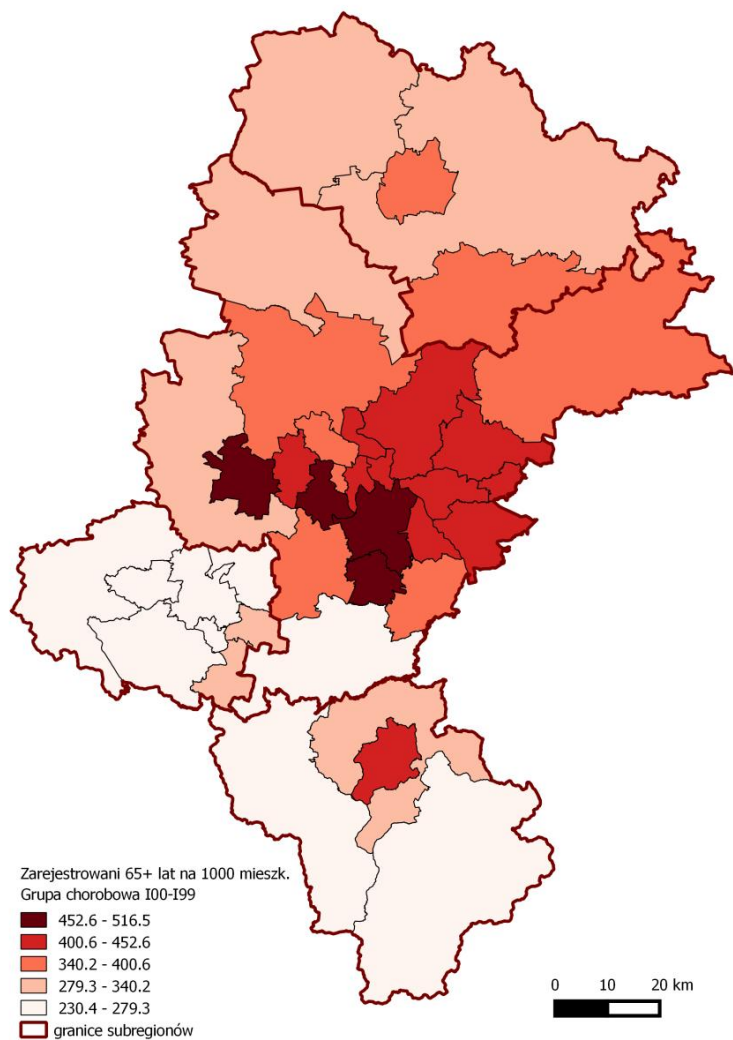 Zarejestrowani 65+ lat na 1000 mieszk.
Grupa chorobowa I00-I99
452.6 - 516.5
400.6 - 452.6
340.2 - 400.6
279.3 - 340.2
230.4 - 279.3
granice subregionów
0 10 20 km